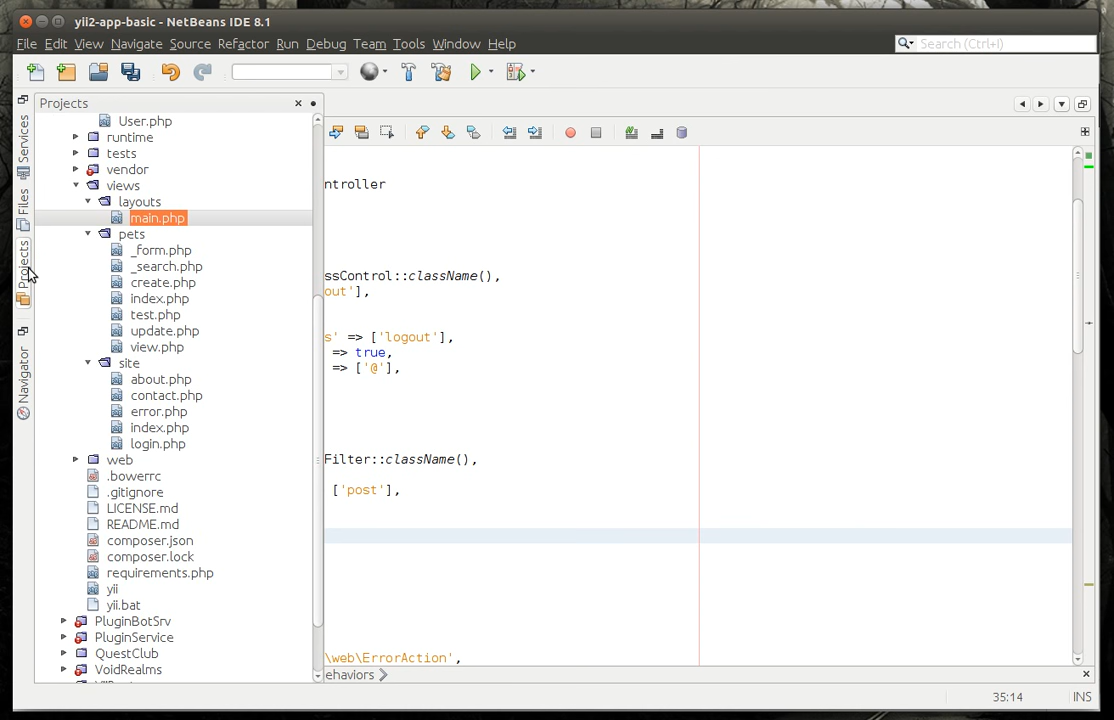 yii2-app-basic - NetBeans IDE 8.1
File Edit View Navigate Source Refactor Run Debug Team Tools Window Help
Search (Ctrl+I)
Services
Files
Projects
Navigator
Projects
User.php
runtime
tests
vendor
views
layouts
main.php
pets
_form.php
_search.php
create.php
index.php
test.php
update.php
view.php
site
about.php
contact.php
error.php
index.php
login.php
web
.bowerrc
.gitignore
LICENSE.md
README.md
composer.json
composer.lock
requirements.php
yii
yii.bat
PluginBotSrv
PluginService
QuestClub
VoidRealms
ntroller
ssControl::className(),
out'],
s' => ['logout'],
=> true,
=> ['@'],
Filter::className(),
['post'],
\web\ErrorAction',
ehaviors
35:14
INS